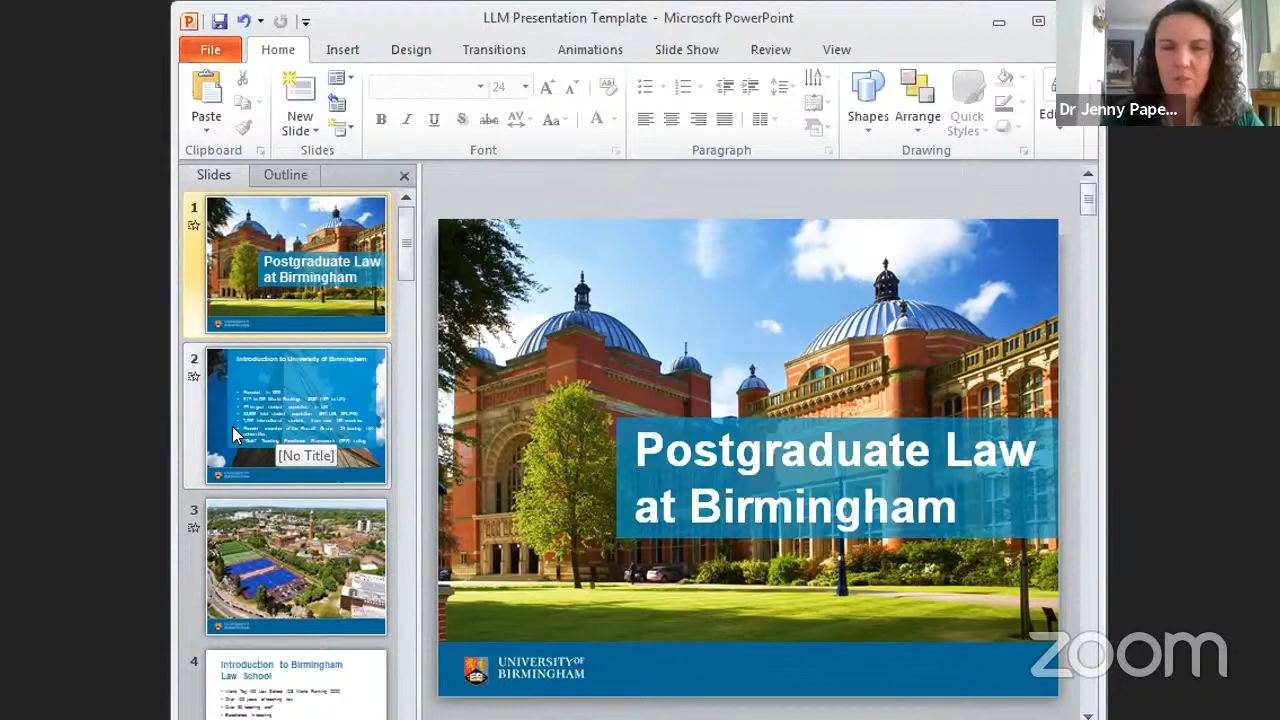 LLM Presentation Template - Microsoft PowerPoint
File Home Insert Design Transitions Animations Slide Show Review View
24
Paste
New
Slide
Shapes Arrange Quick
Styles
Clipboard Slides Font Paragraph Drawing
Dr Jenny Pape...
Slides Outline
1
Postgraduate Law
at Birmingham
2
Introduction to University of Birmingham
[No Title]
3
4
Introduction to Birmingham
Law School
Postgraduate Law
at Birmingham
UNIVERSITY OF
BIRMINGHAM
zoom